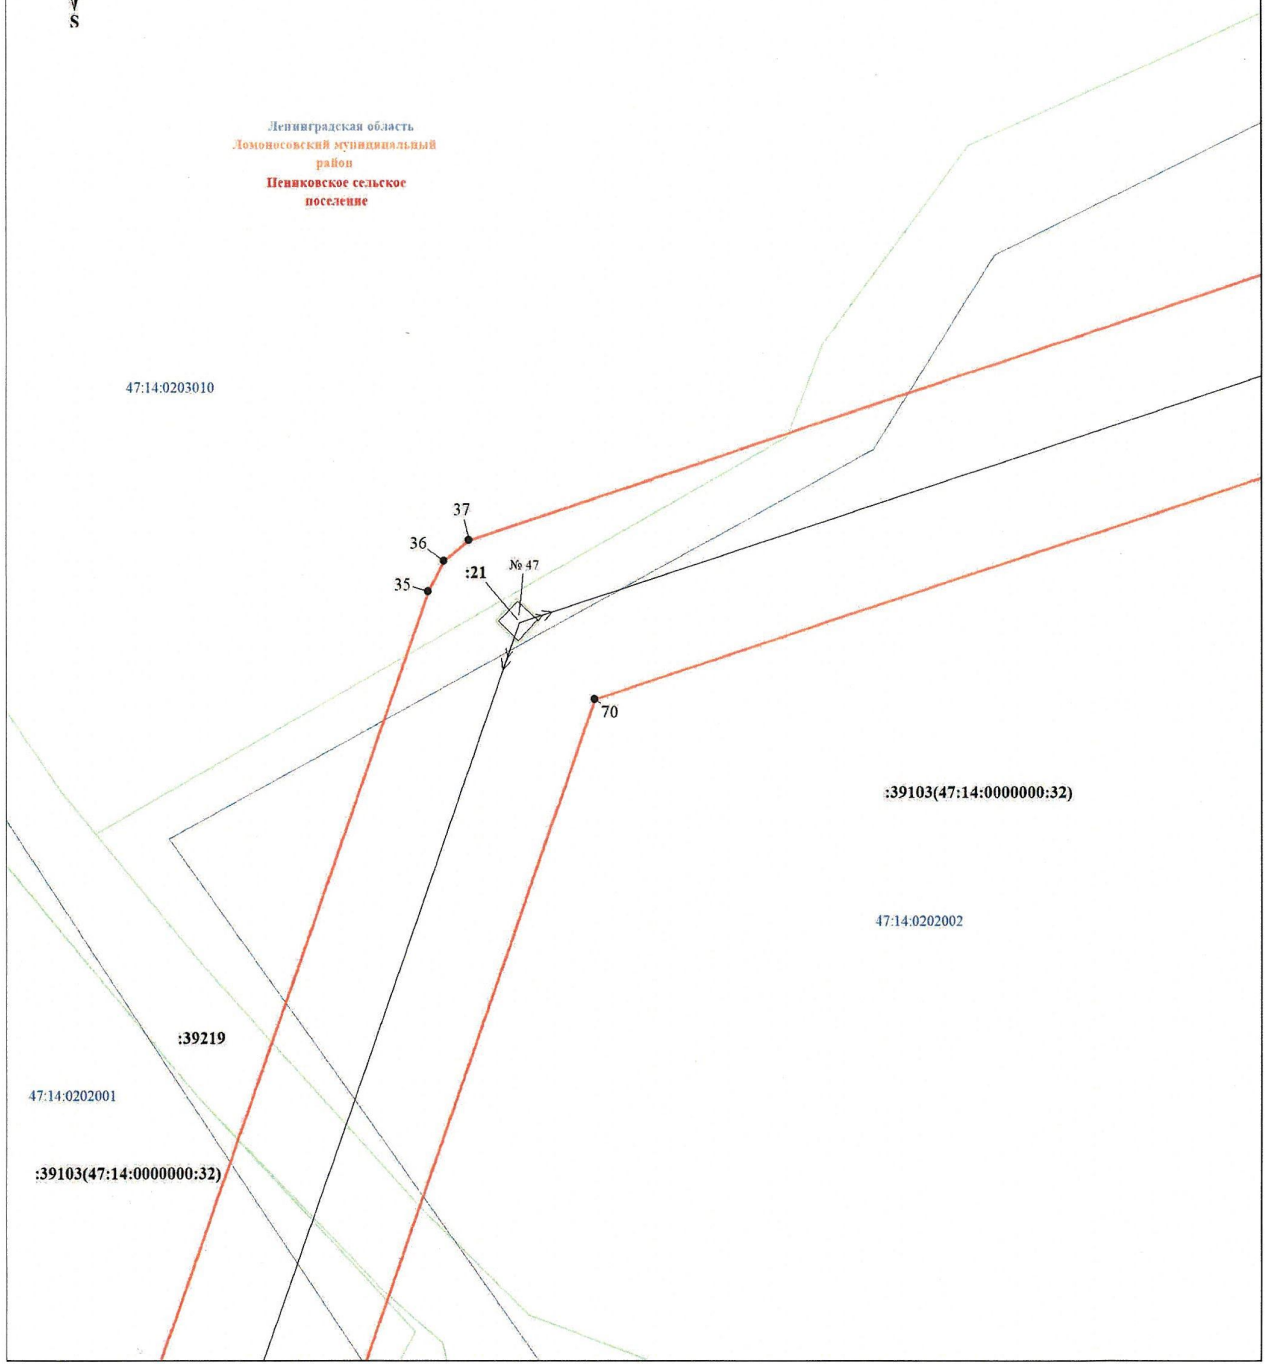 S
Ленинградская область
Ломоносовский муниципальный
район
Пениковское сельское
поселение
47:14:0203010
37
36
35
:21
№ 47
70
:39103(47:14:0000000:32)
47:14:0202002
:39219
47:14:0202001
:39103(47:14:0000000:32)